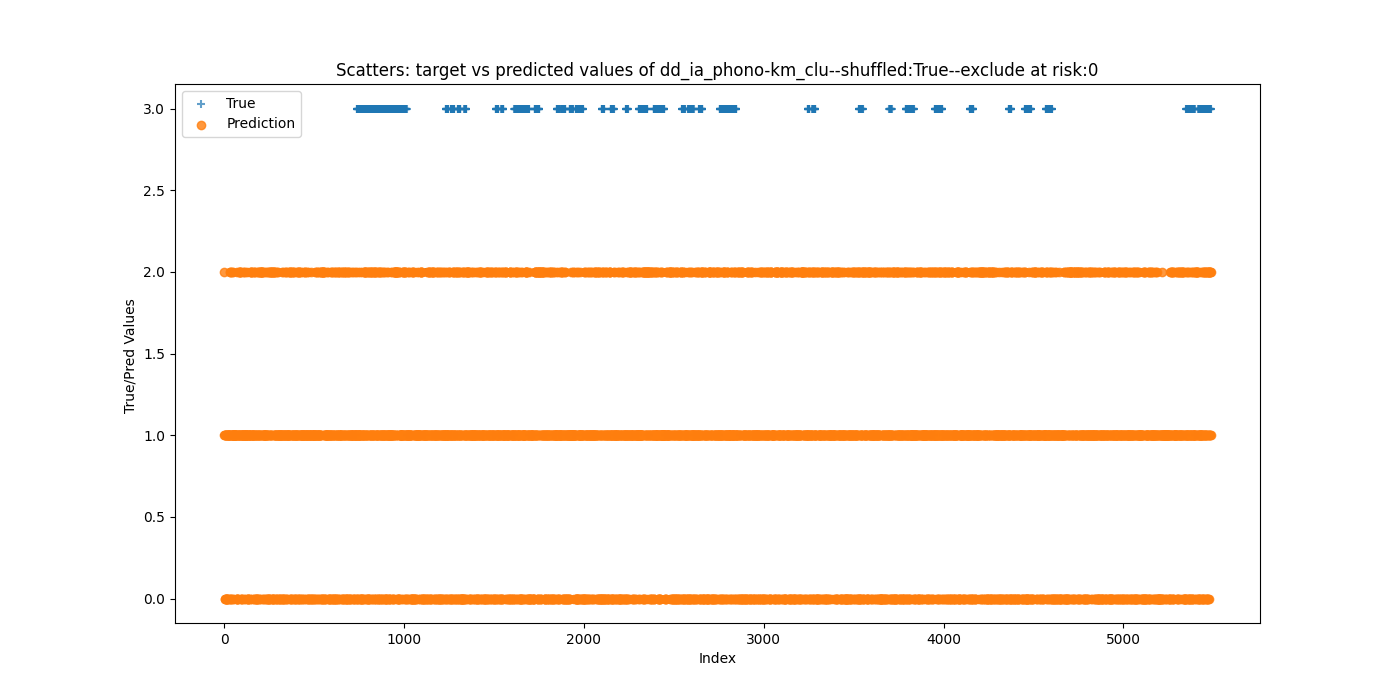 Scatters: target vs predicted values of dd_ia_phono-km_clu--shuffled:True--exclude at risk:0
True
Prediction
3.0
2.5
2.0
1.5
1.0
0.5
0.0
True/Pred Values
0 1000 2000 3000 4000 5000
Index